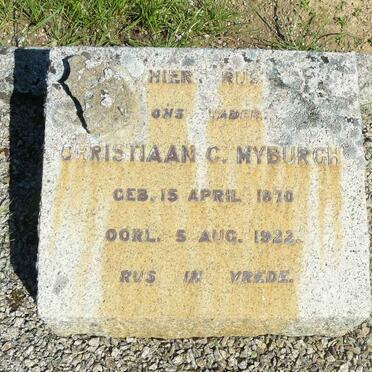 HIER RUS
ONS VADER
CHRISTIAAN C. MYBURGH
GEB. 15 APRIL 1870
OORL. 5 AUG. 1922.
RUS IN VREDE.